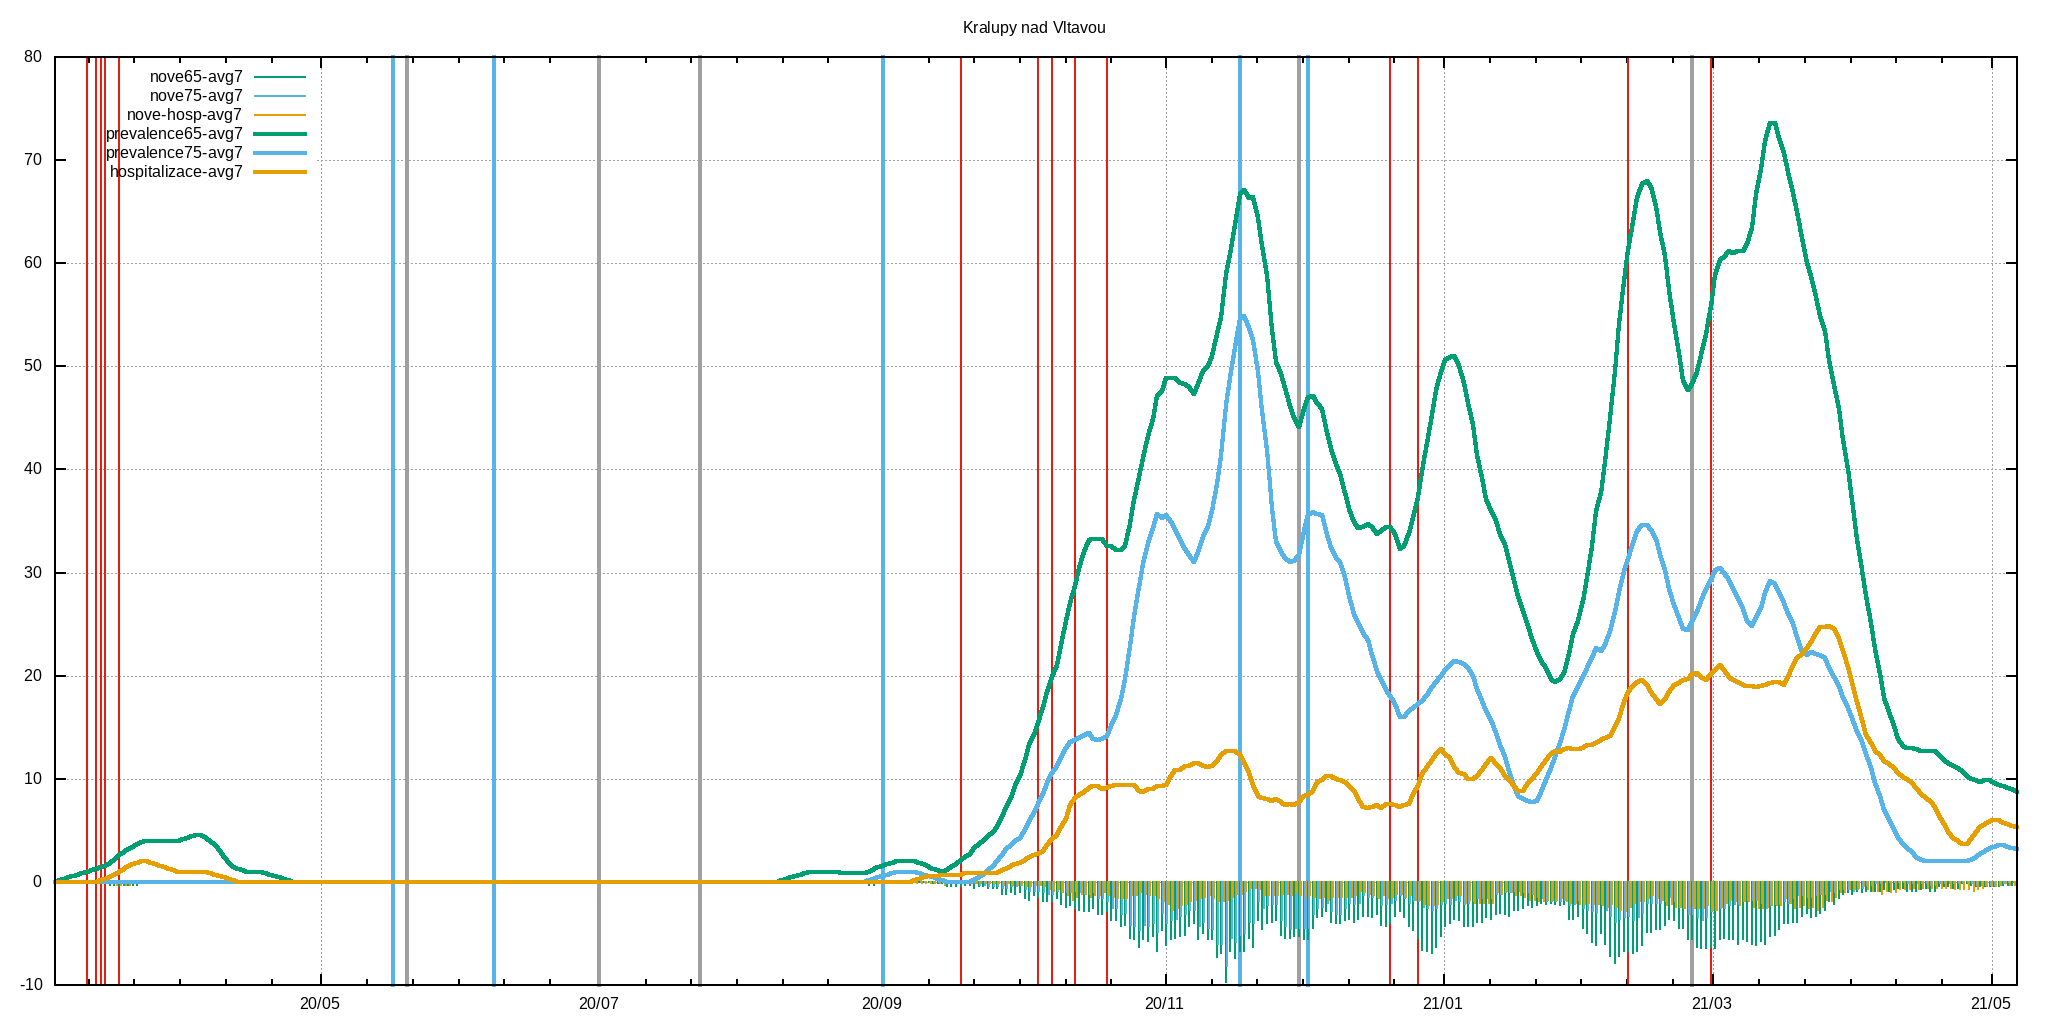 Kralupy nad Vltavou
80
70
60
50
40
30
20
10
0
-10
nove65-avg7
nove75-avg7
nove-hosp-avg7
prevalence65-avg7
prevalence75-avg7
hospitalizace-avg7
20/05 20/07 20/09 20/11 21/01 21/03 21/05